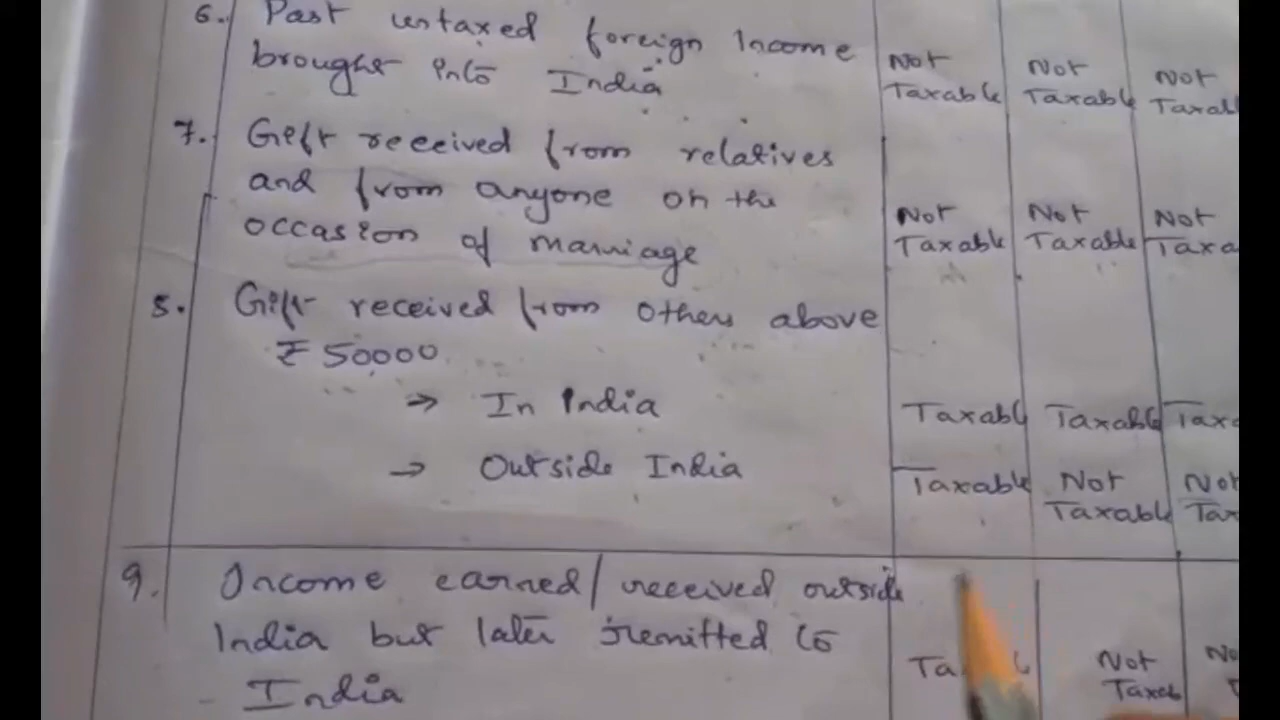 6. Past untaxed foreign Income
brought into India
Not Taxable Not Taxable Not
7. Gift received from relatives
and from anyone on the
occasion of marriage
Not Taxable Not Taxable Not
8. Gift received from others above
₹ 50000
→ In India Taxable Taxable
→ Outside India Taxable Not Taxable
9. Income earned/received outside
India but later remitted to
India
Not